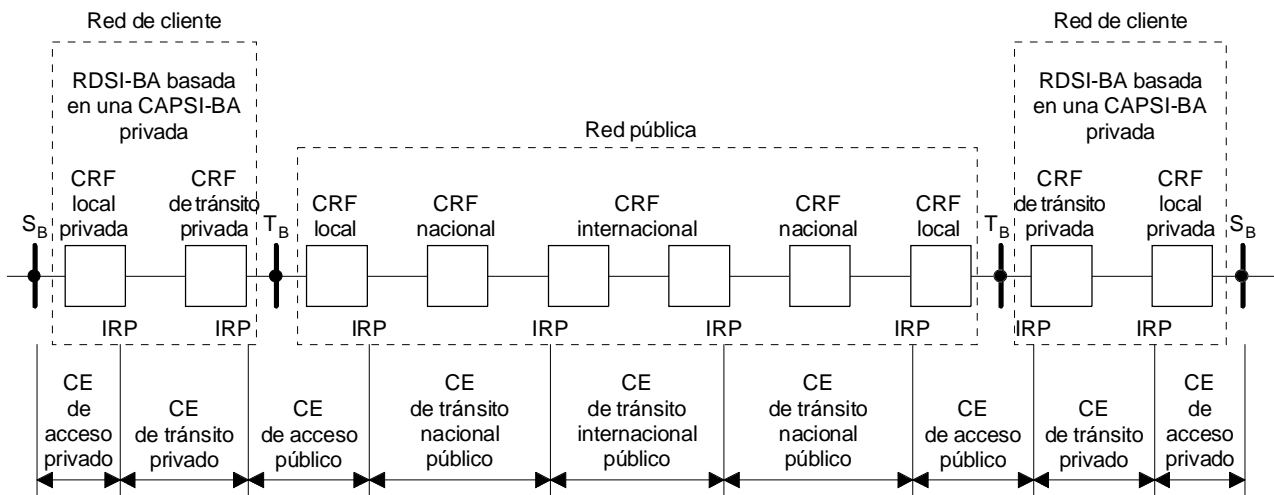 Red de cliente
Red de cliente
RDSI-BA basada
en una CAPSI-BA
privada
RDSI-BA basada
en una CAPSI-BA
privada
Red pública
CRF
local
privada
CRF
de tránsito
privada
CRF
local
CRF
nacional
CRF
internacional
CRF
nacional
CRF
local
CRF
de tránsito
privada
CRF
local
privada
SB
TB
TB
SB
IRP
IRP
IRP
IRP
IRP
IRP
IRP
IRP
CE
de
acceso
privado
CE
de tránsito
privado
CE
de acceso
público
CE
de tránsito
nacional
público
CE
de tránsito
internacional
público
CE
de tránsito
nacional
público
CE
de acceso
público
CE
de tránsito
privado
CE
de
acceso
privado